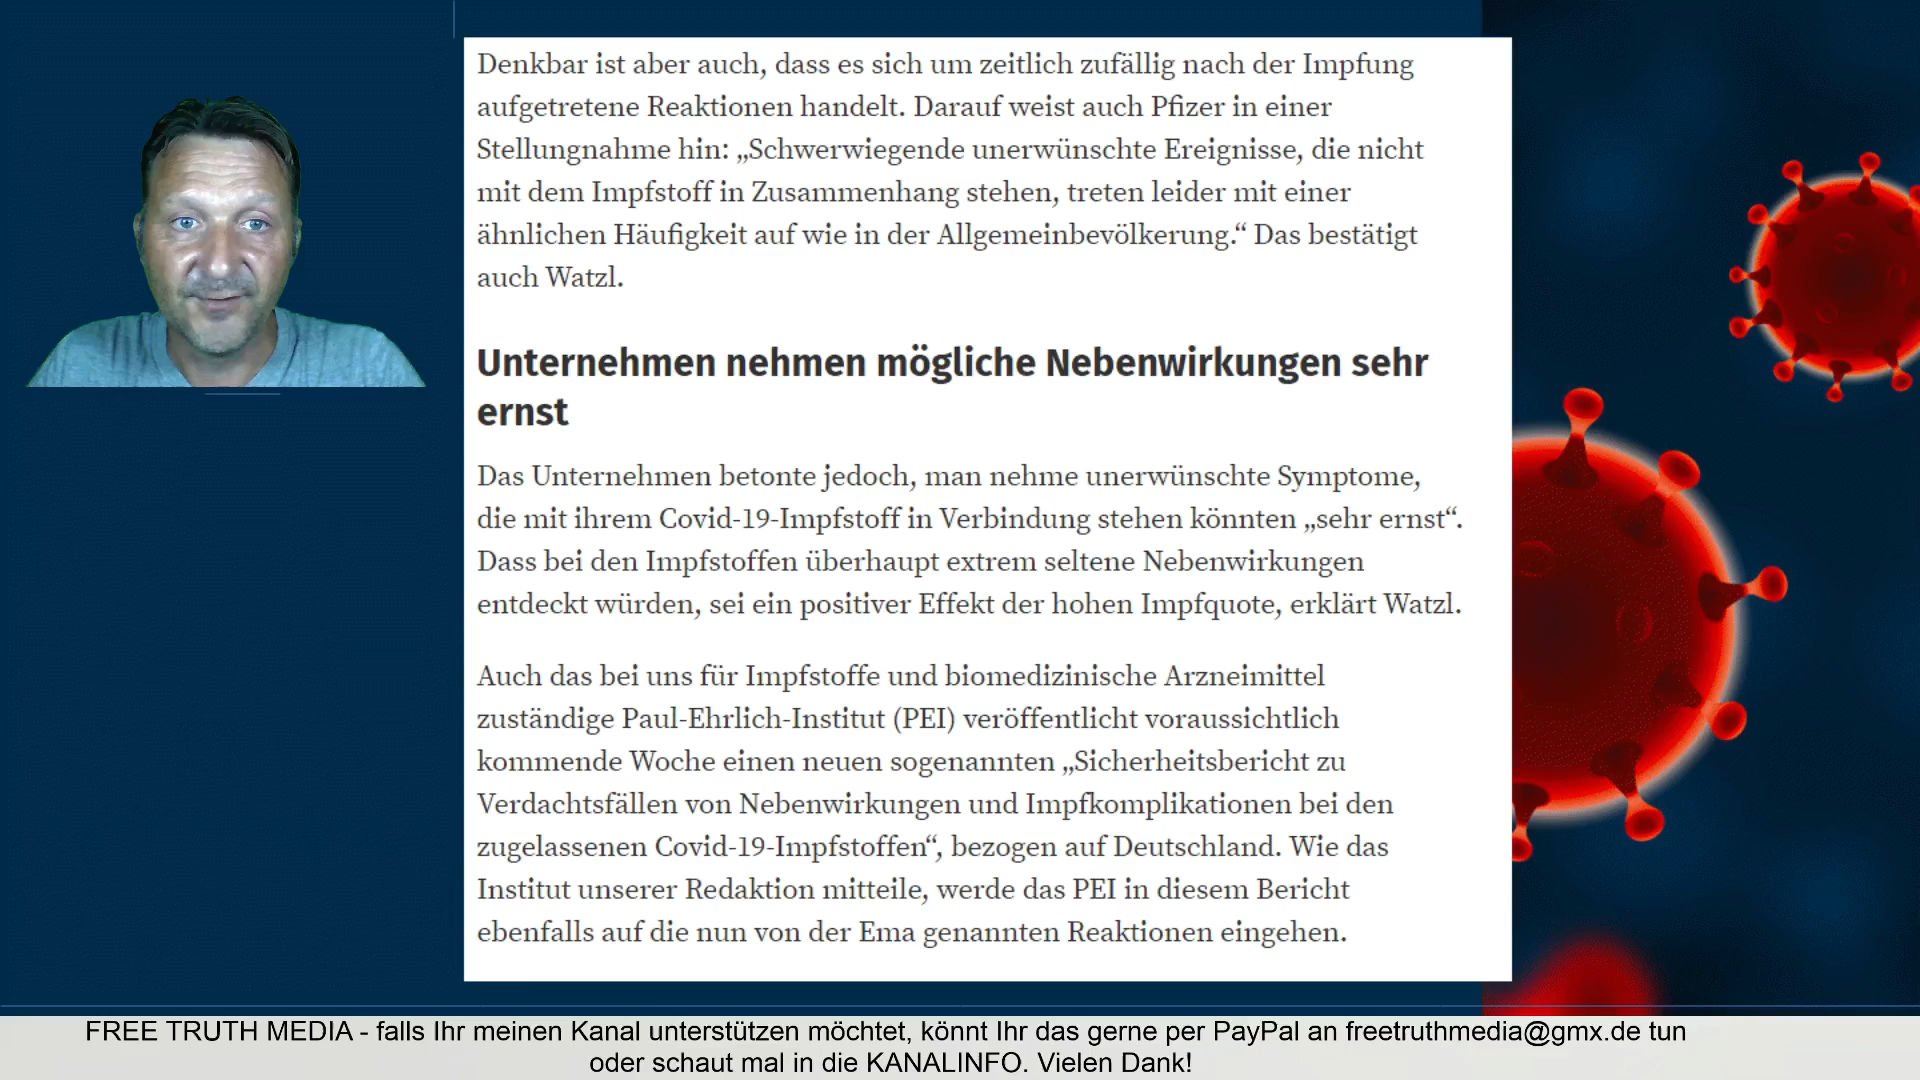 Denkbar ist aber auch, dass es sich um zeitlich zufällig nach der Impfung
aufgetretene Reaktionen handelt. Darauf weist auch Pfizer in einer
Stellungnahme hin: „Schwerwiegende unerwünschte Ereignisse, die nicht
mit dem Impfstoff in Zusammenhang stehen, treten leider mit einer
ähnlichen Häufigkeit auf wie in der Allgemeinbevölkerung.“ Das bestätigt
auch Watzl.
Unternehmen nehmen mögliche Nebenwirkungen sehr
ernst
Das Unternehmen betonte jedoch, man nehme unerwünschte Symptome,
die mit ihrem Covid-19-Impfstoff in Verbindung stehen könnten „sehr ernst“.
Dass bei den Impfstoffen überhaupt extrem seltene Nebenwirkungen
entdeckt würden, sei ein positiver Effekt der hohen Impfquote, erklärt Watzl.
Auch das bei uns für Impfstoffe und biomedizinische Arzneimittel
zuständige Paul-Ehrlich-Institut (PEI) veröffentlicht voraussichtlich
kommende Woche einen neuen sogenannten „Sicherheitsbericht zu
Verdachtsfällen von Nebenwirkungen und Impfkomplikationen bei den
zugelassenen Covid-19-Impfstoffen“, bezogen auf Deutschland. Wie das
Institut unserer Redaktion mitteile, werde das PEI in diesem Bericht
ebenfalls auf die nun von der Ema genannten Reaktionen eingehen.
FREE TRUTH MEDIA - falls Ihr meinen Kanal unterstützen möchtet, könnt Ihr das gerne per PayPal an freetruthmedia@gmx.de tun
oder schaut mal in die KANALINFO. Vielen Dank!